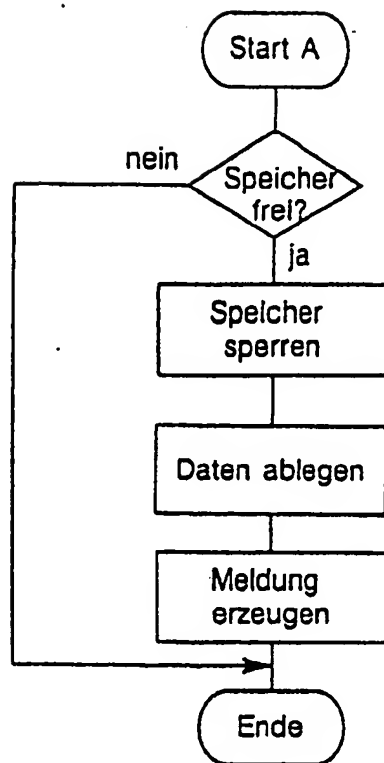 Start A
nein
Speicher
frei?
ja
Speicher
sperren
Daten ablegen
Meldung
erzeugen
Ende